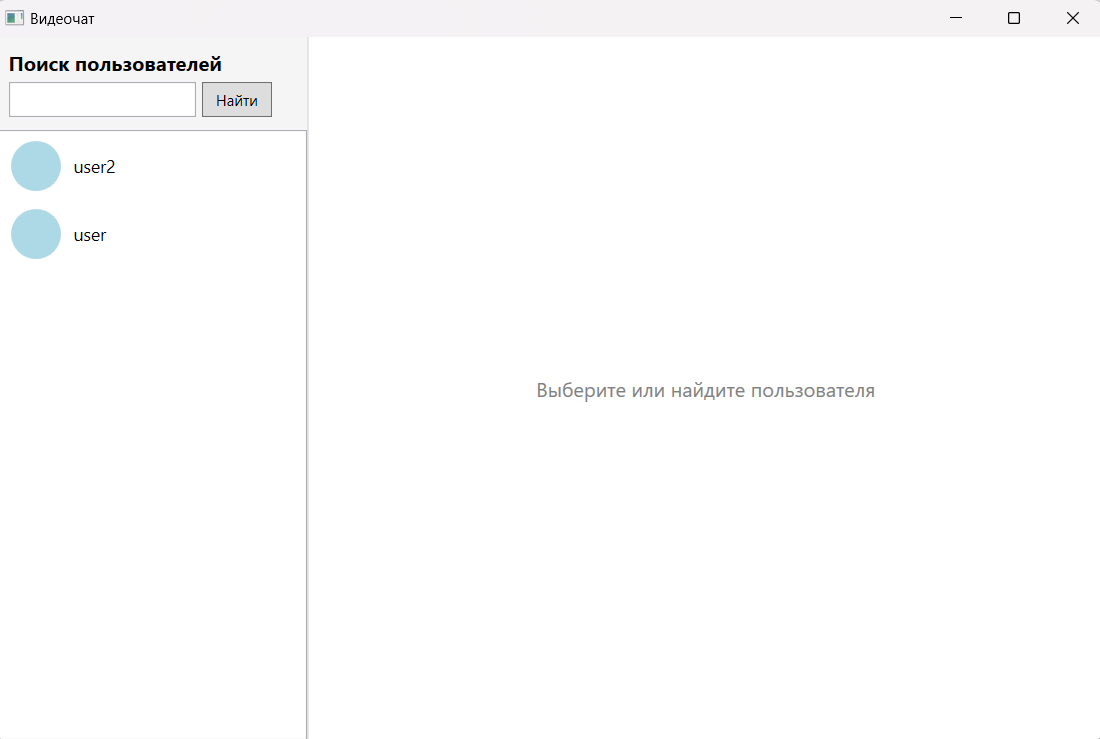 Видеочат
Поиск пользователей
Найти
user2
user
Выберите или найдите пользователя